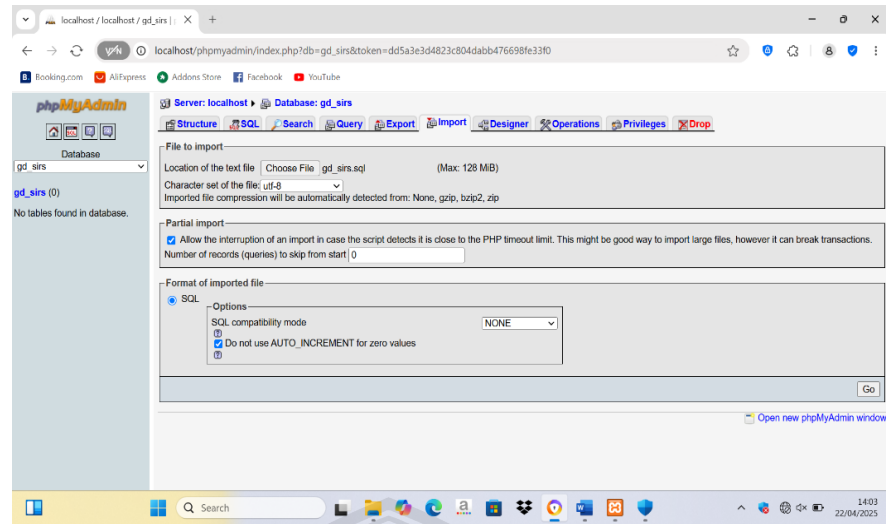 localhost / localhost / gd_sirs | p
localhost/phpmyadmin/index.php?db=gd_sirs&token=dd5a3e3d4823c804dabb476698fe33f0
Booking.com AliExpress Addons Store Facebook YouTube
phpMyAdmin
Database
gd_sirs
gd_sirs (0)
No tables found in database.
Server: localhost Database: gd_sirs
Structure SQL Search Query Export Import Designer Operations Privileges Drop
File to import
Location of the text file Choose File gd_sirs.sql (Max: 128 MiB)
Character set of the file: utf-8
Imported file compression will be automatically detected from: None, gzip, bzip2, zip
Partial import
Allow the interruption of an import in case the script detects it is close to the PHP timeout limit. This might be good way to import large files, however it can break transactions.
Number of records (queries) to skip from start 0
Format of imported file
SQL
Options
SQL compatibility mode NONE
Do not use AUTO_INCREMENT for zero values
Go
Open new phpMyAdmin window
Search
14:03
22/04/2025